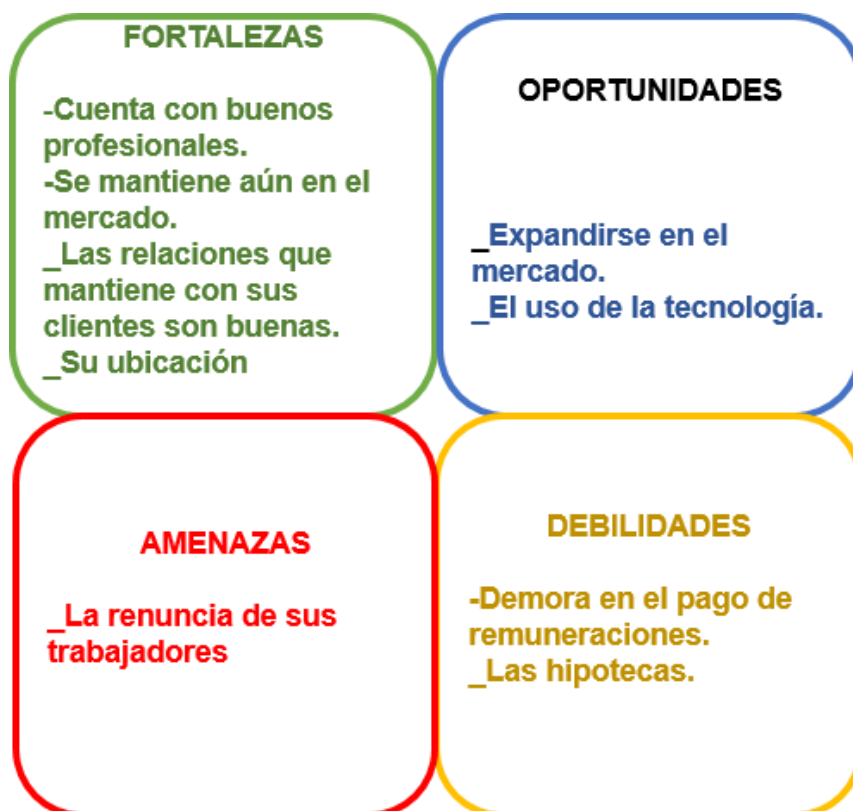 FORTALEZAS
-Cuenta con buenos
profesionales.
-Se mantiene aún en el
mercado.
_Las relaciones que
mantiene con sus
clientes son buenas.
_Su ubicación
OPORTUNIDADES
_Expandirse en el
mercado.
_El uso de la tecnología.
AMENAZAS
_La renuncia de sus
trabajadores
DEBILIDADES
-Demora en el pago de
remuneraciones.
_Las hipotecas.